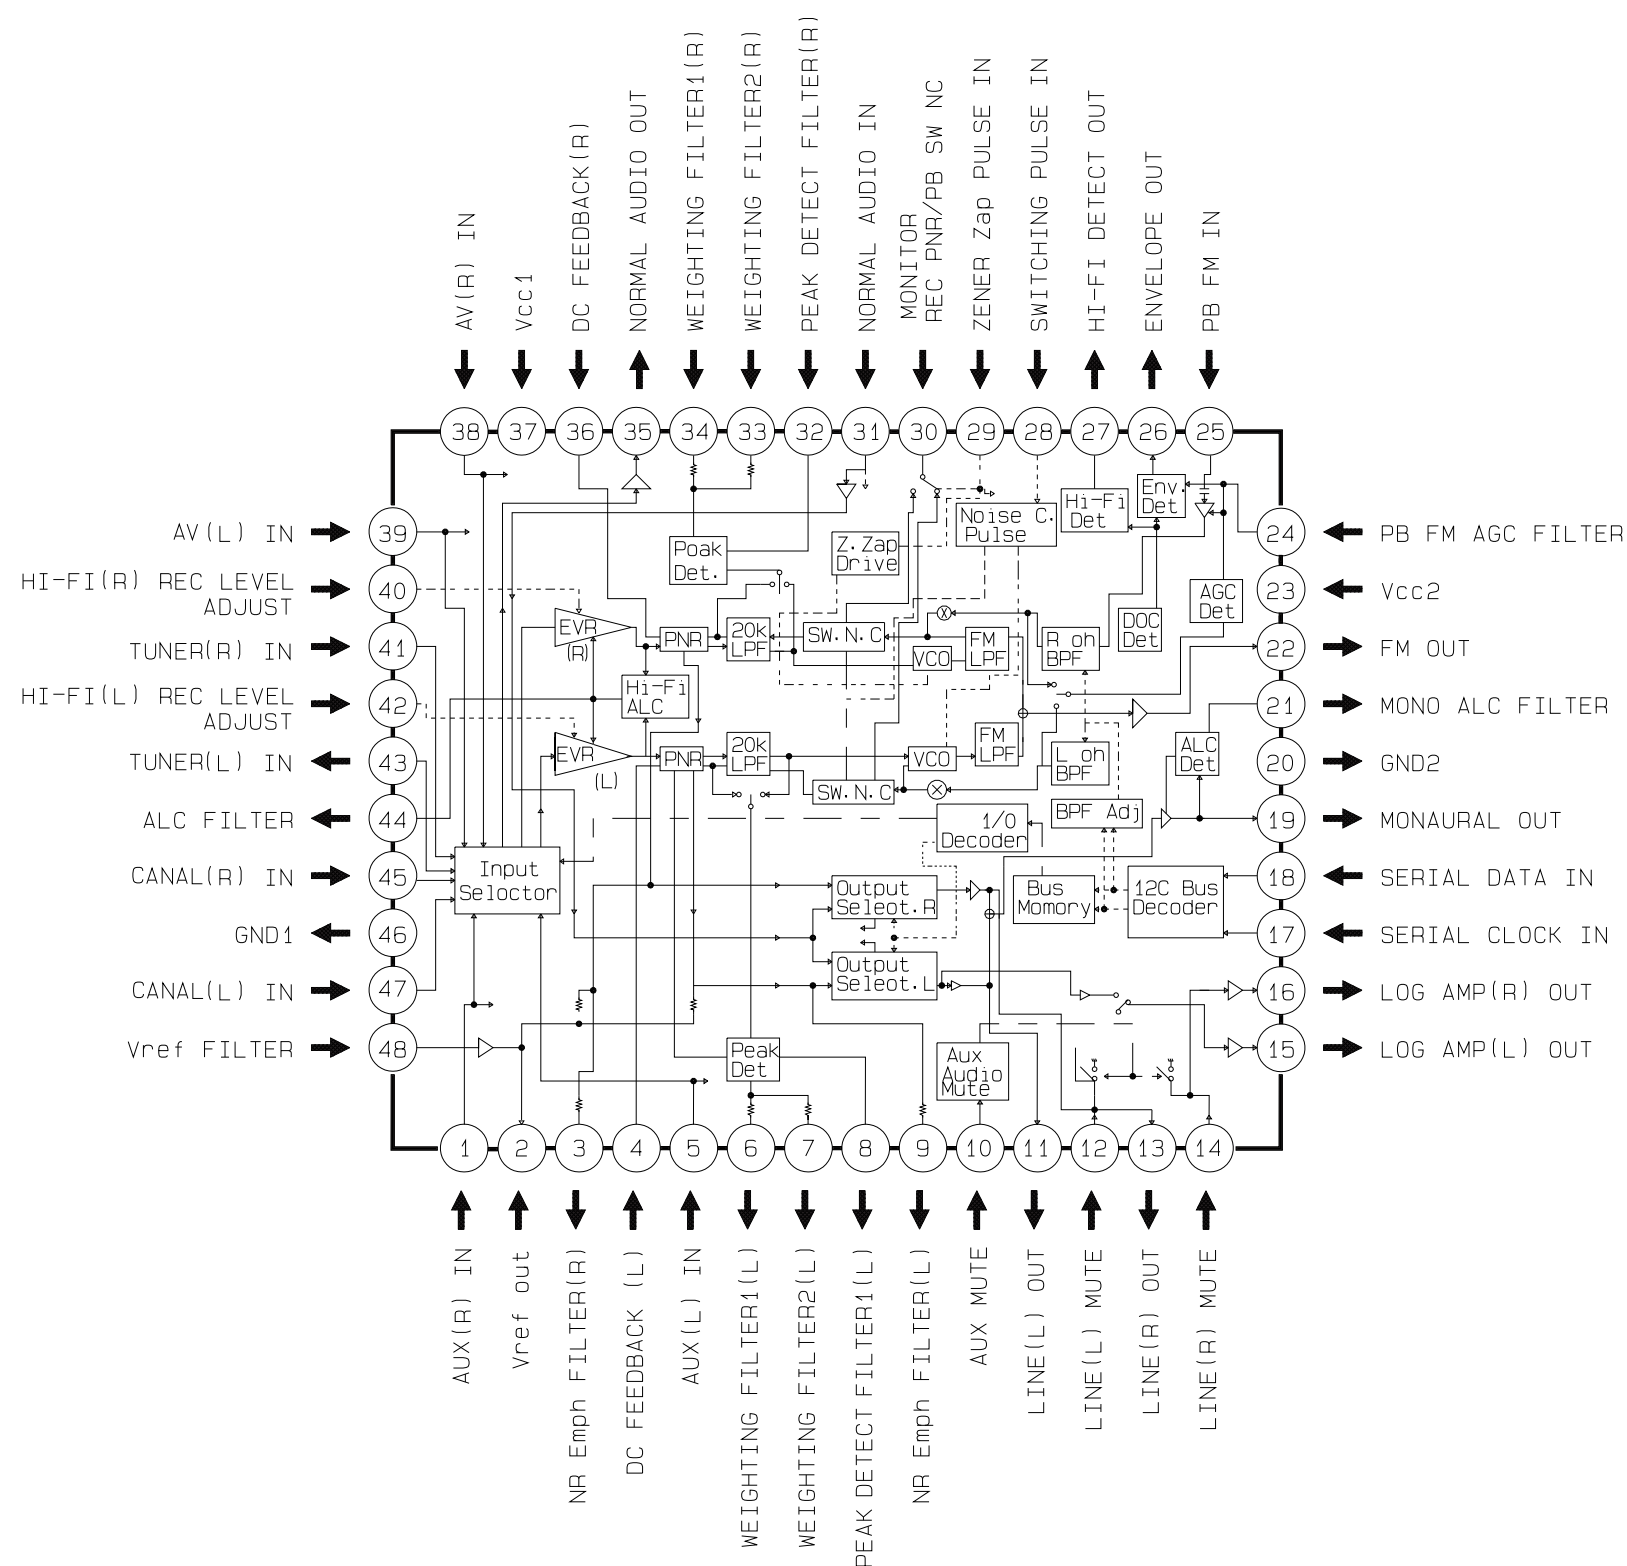 AV(R) IN
Vcc1
DC FEEDBACK(R)
NORMAL AUDIO OUT
WEIGHTING FILTER1(R)
WEIGHTING FILTER2(R)
PEAK DETECT FILTER(R)
NORMAL AUDIO IN
MONITOR
REC PNR/PB SW NC
ZENER Zap PULSE IN
SWITCHING PULSE IN
HI-FI DETECT OUT
ENVELOPE OUT
PB FM IN
38
37
36
35
34
33
32
31
30
29
28
27
26
25
AV(L) IN
39
HI-FI(R) REC LEVEL
ADJUST
40
TUNER(R) IN
41
HI-FI(L) REC LEVEL
ADJUST
42
TUNER(L) IN
43
ALC FILTER
44
CANAL(R) IN
45
GND1
46
CANAL(L) IN
47
Vref FILTER
48
24
PB FM AGC FILTER
23
Vcc2
22
FM OUT
21
MONO ALC FILTER
20
GND2
19
MONAURAL OUT
18
SERIAL DATA IN
17
SERIAL CLOCK IN
16
LOG AMP(R) OUT
15
LOG AMP(L) OUT
Poak
Det.
Z.Zap
Drive
Noise C.
Pulse
Hi-Fi
Det
Env.
Det
AGC
Det
DOC
Det
EVR
(R)
PNR
20k
LPF
SW.N.C
VCO
FM
LPF
R oh
BPF
Hi-Fi
ALC
EVR
(L)
PNR
20k
LPF
SW.N.C
VCO
FM
LPF
L oh
BPF
ALC
Det
BPF Adj
1/0
Decoder
Input
Seloctor
Output
Seleot.R
Output
Seleot.L
Bus
Momory
12C Bus
Decoder
Peak
Det
Aux
Audio
Mute
1
2
3
4
5
6
7
8
9
10
11
12
13
14
AUX(R) IN
Vref out
NR Emph FILTER(R)
DC FEEDBACK (L)
AUX(L) IN
WEIGHTING FILTER1(L)
WEIGHTING FILTER2(L)
PEAK DETECT FILTER1(L)
NR Emph FILTER(L)
AUX MUTE
LINE(L) OUT
LINE(L) MUTE
LINE(R) OUT
LINE(R) MUTE